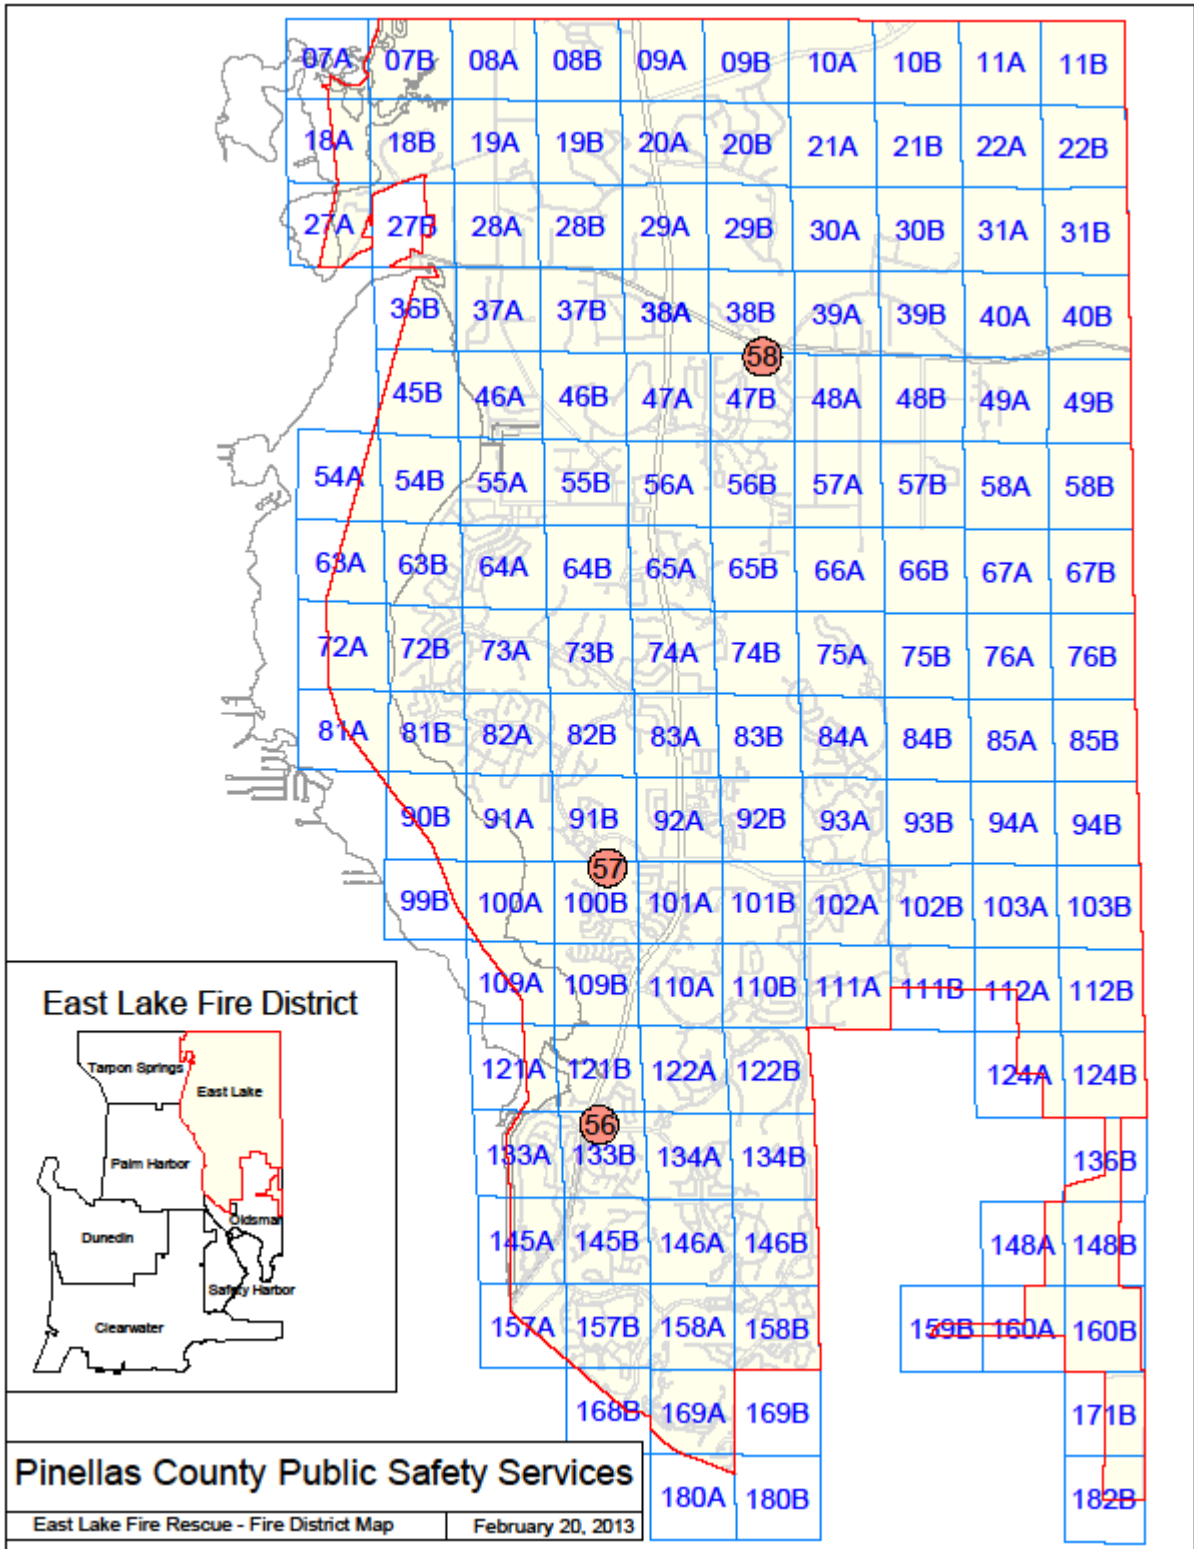 07A 07B 08A 08B 09A 09B 10A 10B 11A 11B
18A 18B 19A 19B 20A 20B 21A 21B 22A 22B
27A 27B 28A 28B 29A 29B 30A 30B 31A 31B
36B 37A 37B 38A 38B 39A 39B 40A 40B
58
45B 46A 46B 47A 47B 48A 48B 49A 49B
54A 54B 55A 55B 56A 56B 57A 57B 58A 58B
63A 63B 64A 64B 65A 65B 66A 66B 67A 67B
72A 72B 73A 73B 74A 74B 75A 75B 76A 76B
81A 81B 82A 82B 83A 83B 84A 84B 85A 85B
90B 91A 91B 92A 92B 93A 93B 94A 94B
57
99B 100A 100B 101A 101B 102A 102B 103A 103B
109A 109B 110A 110B 111A 111B 112A 112B
121A 121B 122A 122B 124A 124B
56
133A 133B 134A 134B 136B
145A 145B 146A 146B 148A 148B
157A 157B 158A 158B 159B 160A 160B
168B 169A 169B 171B
180A 180B 182B
East Lake Fire District
Tarpon Springs
East Lake
Palm Harbor
Oldsmar
Dunedin
Safety Harbor
Clearwater
Pinellas County Public Safety Services
East Lake Fire Rescue - Fire District Map February 20, 2013